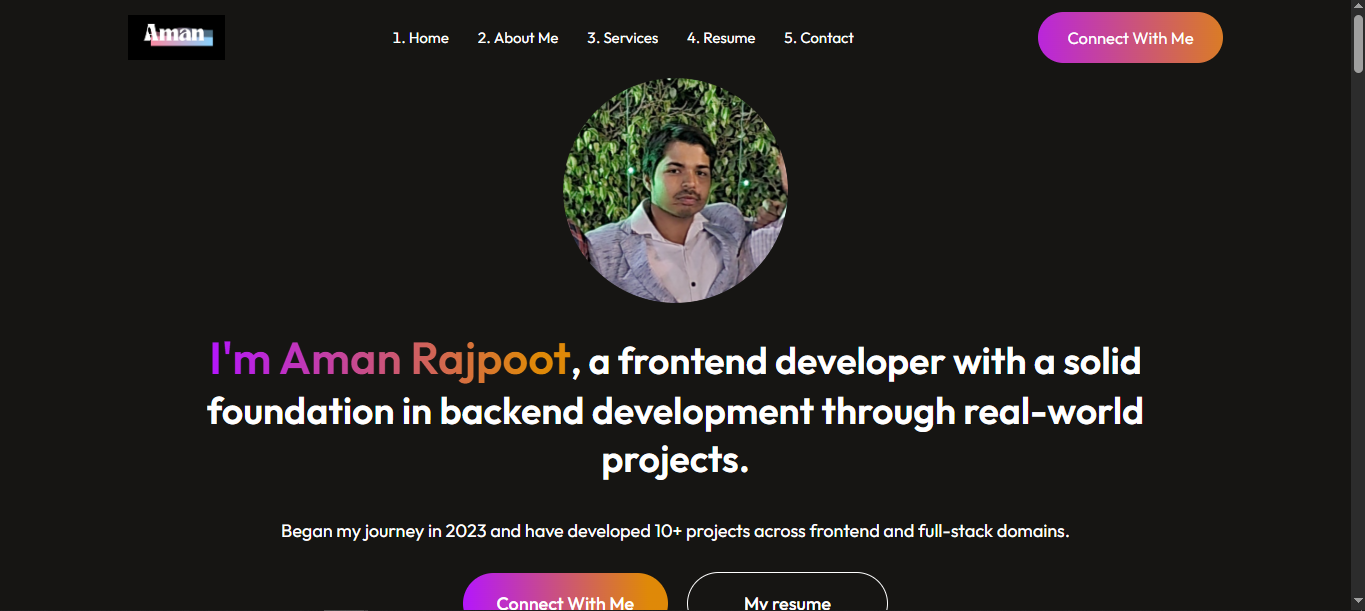 Aman
1. Home
2. About Me
3. Services
4. Resume
5. Contact
Connect With Me
I'm Aman Rajpoot, a frontend developer with a solid
foundation in backend development through real-world
projects.
Began my journey in 2023 and have developed 10+ projects across frontend and full-stack domains.
Connect With Me
My resume